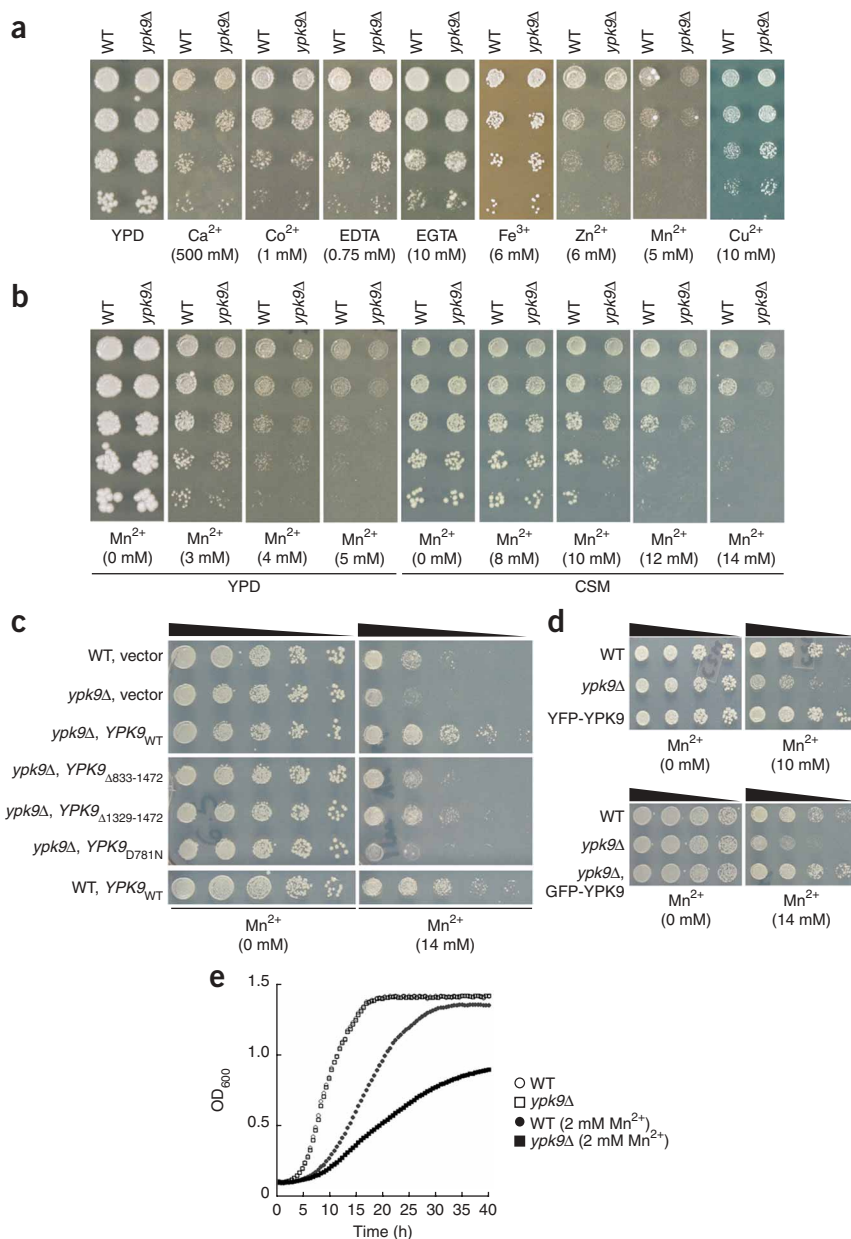 a
WT ypk9Δ WT ypk9Δ WT ypk9Δ WT ypk9Δ WT ypk9Δ WT ypk9Δ WT ypk9Δ WT ypk9Δ
YPD Ca²⁺ Co²⁺ EDTA EGTA Fe³⁺ Zn²⁺ Mn²⁺ Cu²⁺
(500 mM) (1 mM) (0.75 mM) (10 mM) (6 mM) (6 mM) (5 mM) (10 mM)
b
WT ypk9Δ WT ypk9Δ WT ypk9Δ WT ypk9Δ WT ypk9Δ WT ypk9Δ WT ypk9Δ WT ypk9Δ WT ypk9Δ
Mn²⁺ Mn²⁺ Mn²⁺ Mn²⁺ Mn²⁺ Mn²⁺ Mn²⁺ Mn²⁺ Mn²⁺
(0 mM) (3 mM) (4 mM) (5 mM) (0 mM) (8 mM) (10 mM) (12 mM) (14 mM)
YPD CSM
c
WT, vector
ypk9Δ, vector
ypk9Δ, YPK9WT
ypk9Δ, YPK9Δ833-1472
ypk9Δ, YPK9Δ1329-1472
ypk9Δ, YPK9D781N
WT, YPK9WT
Mn²⁺ Mn²⁺
(0 mM) (14 mM)
d
WT
ypk9Δ
YFP-YPK9
Mn²⁺ Mn²⁺
(0 mM) (10 mM)
WT
ypk9Δ
ypk9Δ,
GFP-YPK9
Mn²⁺ Mn²⁺
(0 mM) (14 mM)
e
1.5
1.0
0.5
0
OD₆₀₀
0 5 10 15 20 25 30 35 40
Time (h)
WT
ypk9Δ
WT (2 mM Mn²⁺)
ypk9Δ (2 mM Mn²⁺)